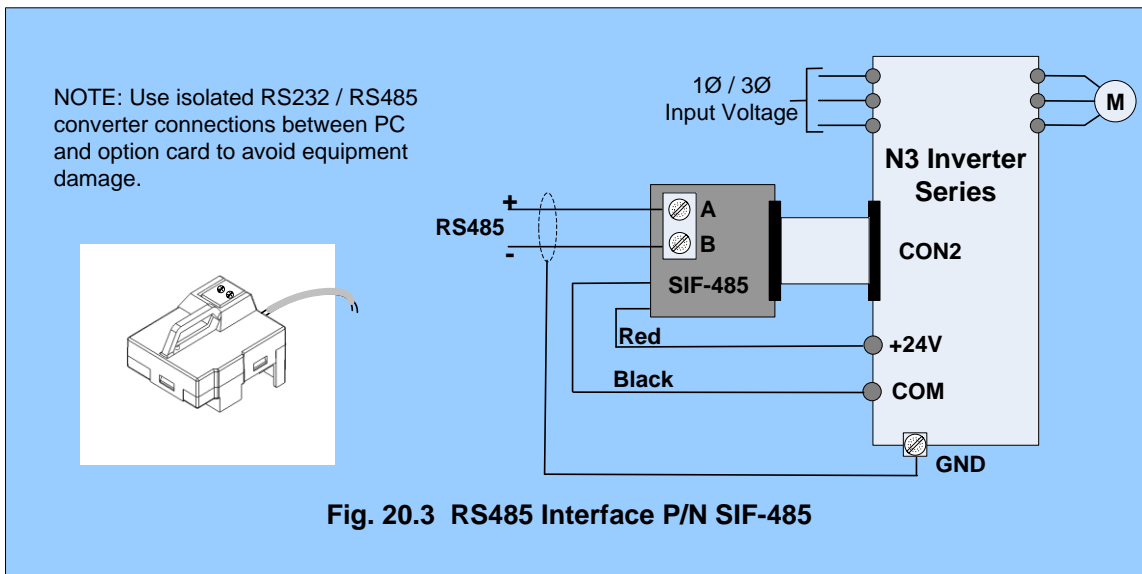 NOTE: Use isolated RS232 / RS485
converter connections between PC
and option card to avoid equipment
damage.
1Ø / 3Ø
Input Voltage
M
N3 Inverter
Series
+
RS485
-
A
B
SIF-485
CON2
Red
+24V
Black
COM
GND
Fig. 20.3 RS485 Interface P/N SIF-485